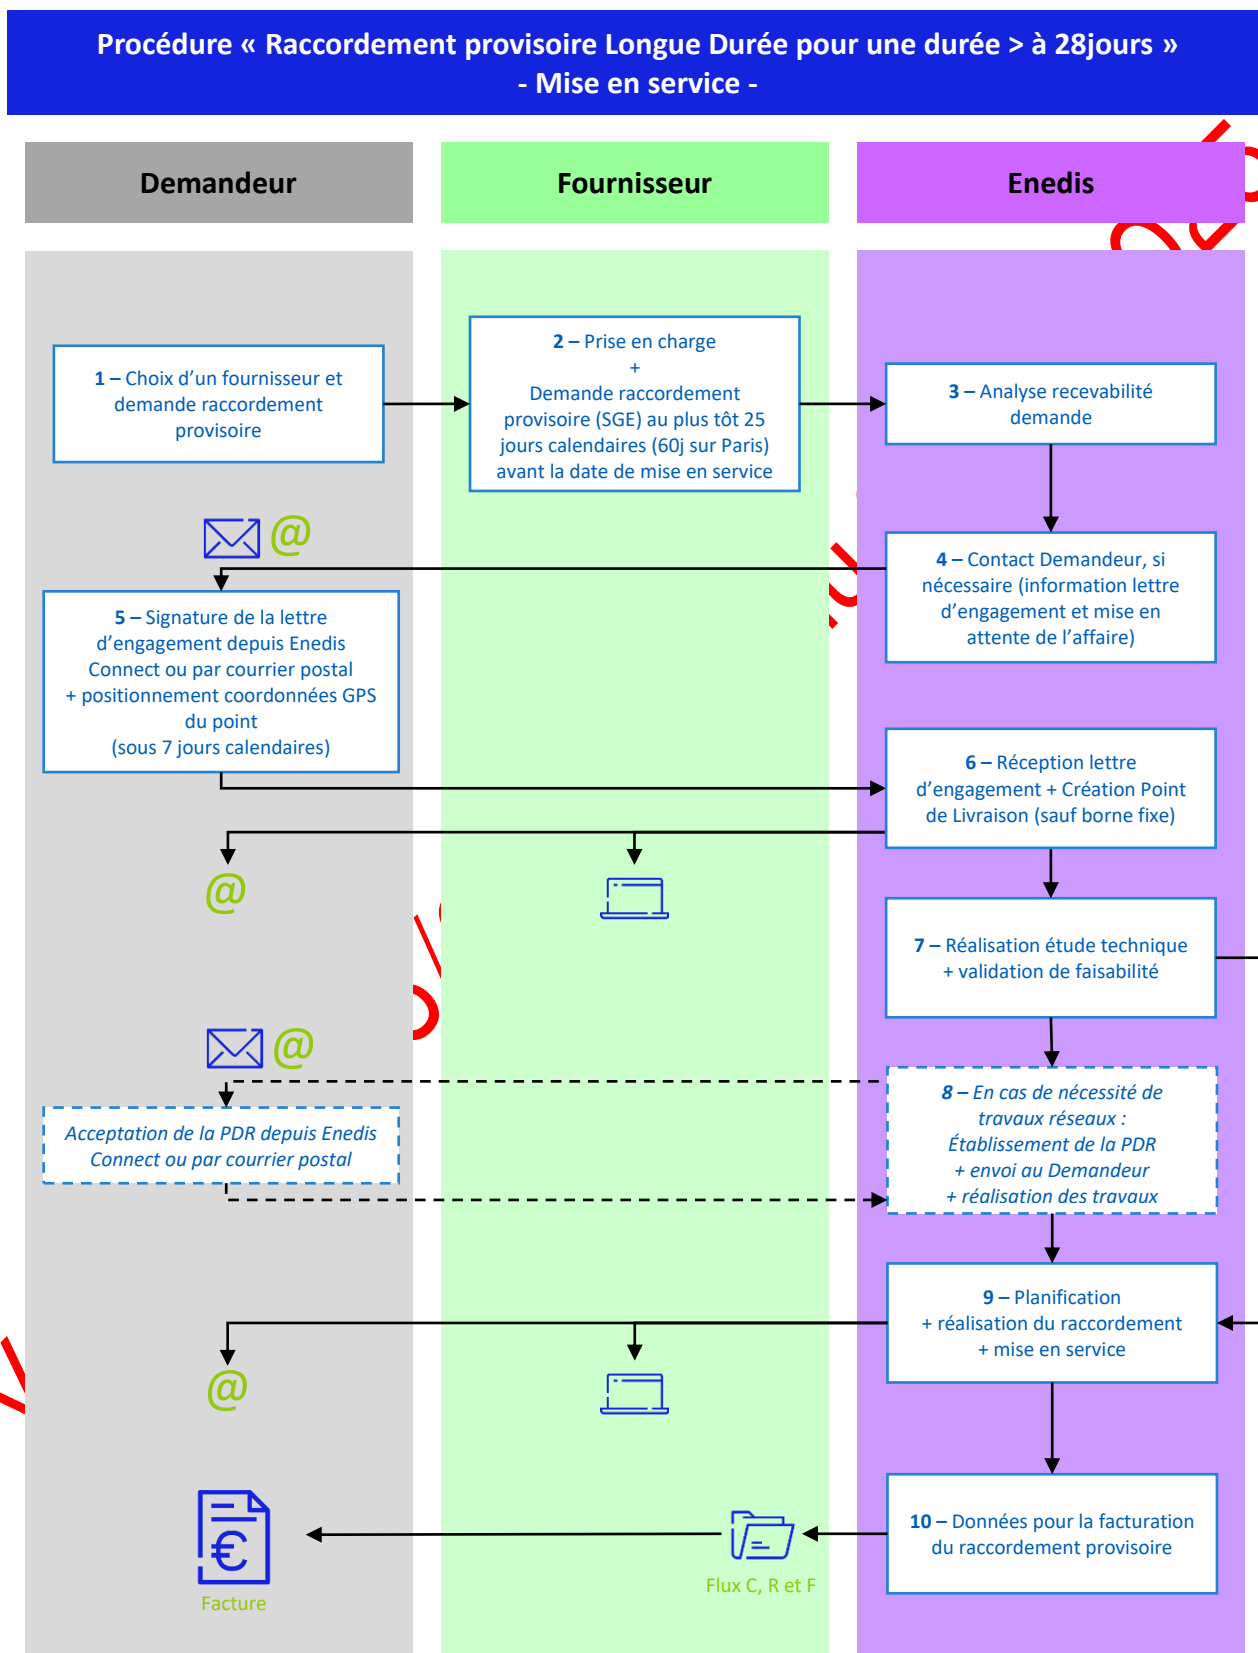 Procédure « Raccordement provisoire Longue Durée pour une durée > à 28jours »
- Mise en service -
Demandeur
Fournisseur
Enedis
1 – Choix d'un fournisseur et
demande raccordement
provisoire
2 – Prise en charge
+
Demande raccordement
provisoire (SGE) au plus tôt 25
jours calendaires (60j sur Paris)
avant la date de mise en service
3 – Analyse recevabilité
demande
@
4 – Contact Demandeur, si
nécessaire (information lettre
d'engagement et mise en
attente de l'affaire)
5 – Signature de la lettre
d'engagement depuis Enedis
Connect ou par courrier postal
+ positionnement coordonnées GPS
du point
(sous 7 jours calendaires)
6 – Réception lettre
d'engagement + Création Point
de Livraison (sauf borne fixe)
@
7 – Réalisation étude technique
+ validation de faisabilité
@
8 – En cas de nécessité de
travaux réseaux :
Établissement de la PDR
+ envoi au Demandeur
+ réalisation des travaux
Acceptation de la PDR depuis Enedis
Connect ou par courrier postal
9 – Planification
+ réalisation du raccordement
+ mise en service
@
10 – Données pour la facturation
du raccordement provisoire
€
Flux C, R et F
Facture